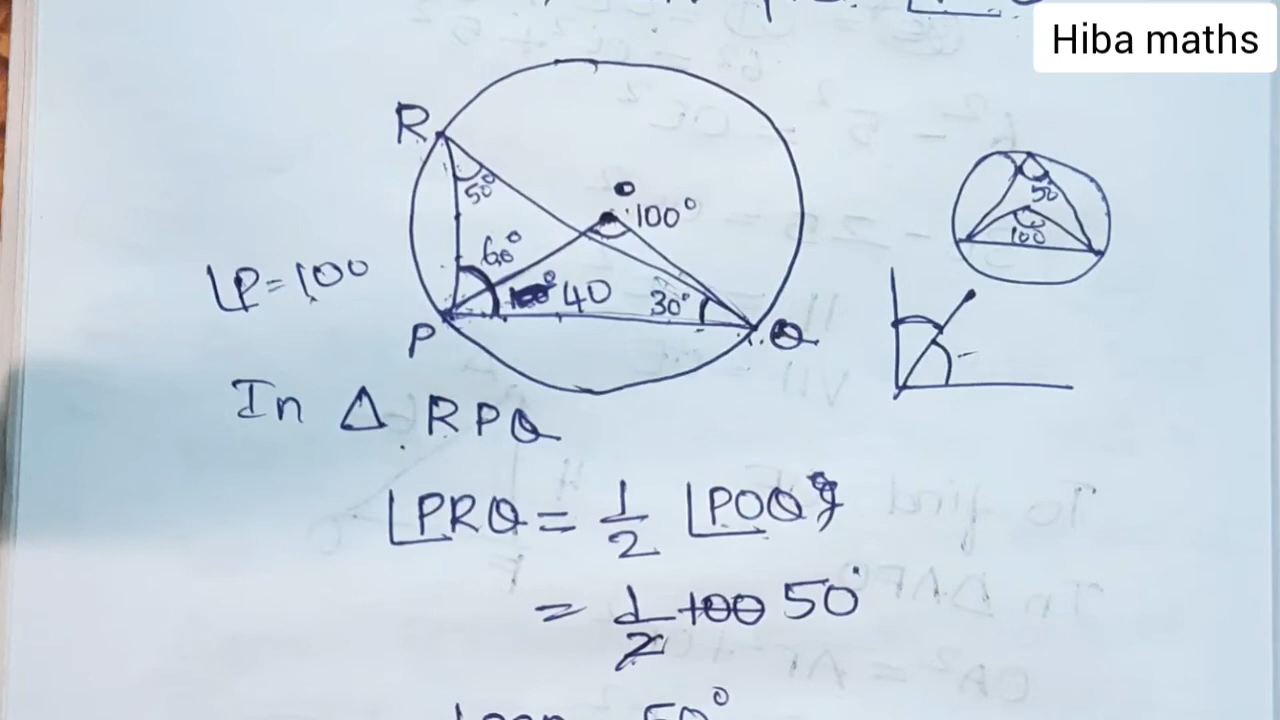 Hiba maths
R
50°
100°
50
100
60°
∠P=100
40
30°
P
Q
In Δ RPQ
∠PRQ = 1/2 ∠POQ
= 1/2 100 50°
50°